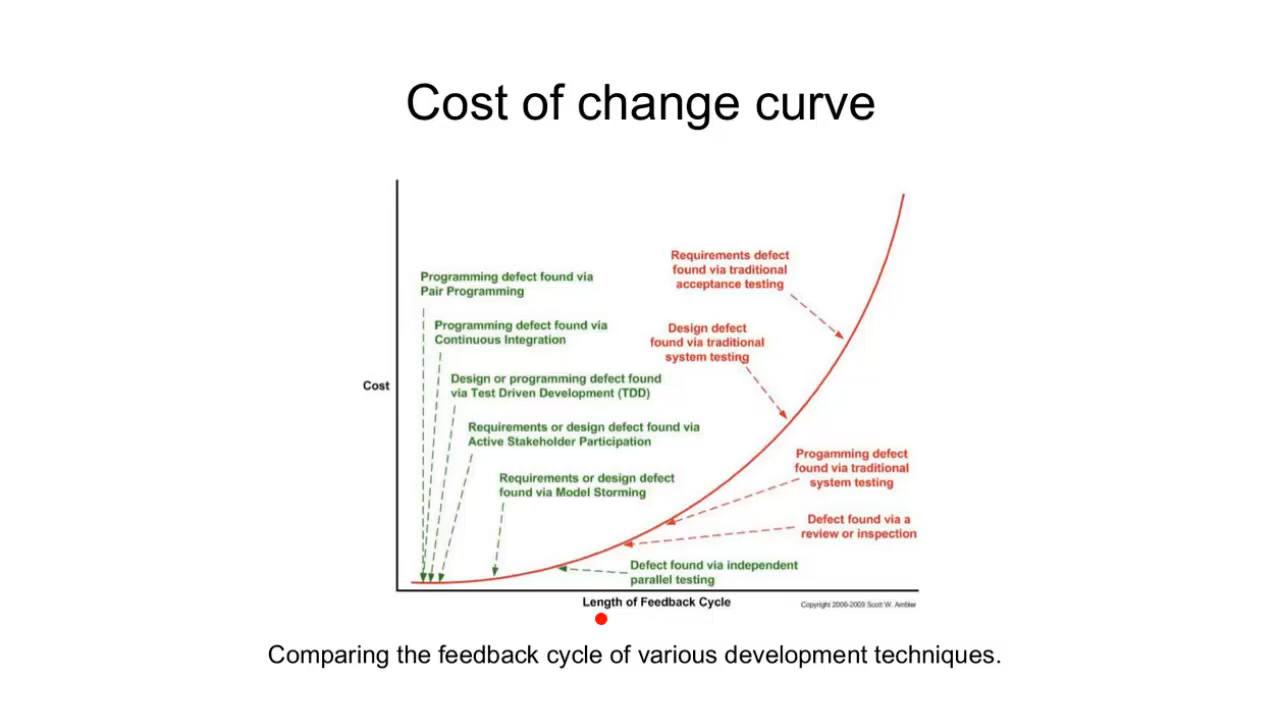 Cost of change curve
Programming defect found via
Pair Programming
Programming defect found via
Continuous Integration
Design or programming defect found
via Test Driven Development (TDD)
Requirements or design defect found via
Active Stakeholder Participation
Requirements or design defect
found via Model Storming
Requirements defect
found via traditional
acceptance testing
Design defect
found via traditional
system testing
Cost
Progamming defect
found via traditional
system testing
Defect found via a
review or inspection
Defect found via independent
parallel testing
Length of Feedback Cycle
Copyright 2006-2009 Scott W. Ambler
Comparing the feedback cycle of various development techniques.